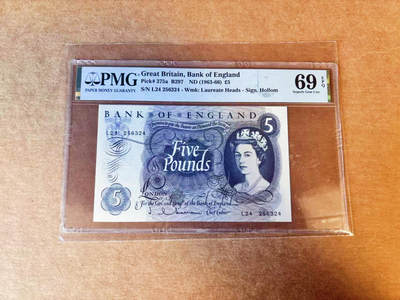 PMG
PAPER MONEY GUARANTY
Great Britain, Bank of England
Pick# 375a B297 ND (1963-66) £5
S/N L24 256324 - Wmk: Laureate Heads - Sign. Hollom
69 EPQ
Superb Gem Unc
BANK OF ENGLAND
5
L24 256324
Five
Pounds
London
5
For the Govr and Compa of the Bank of England
Chief Cashier
L24 256324